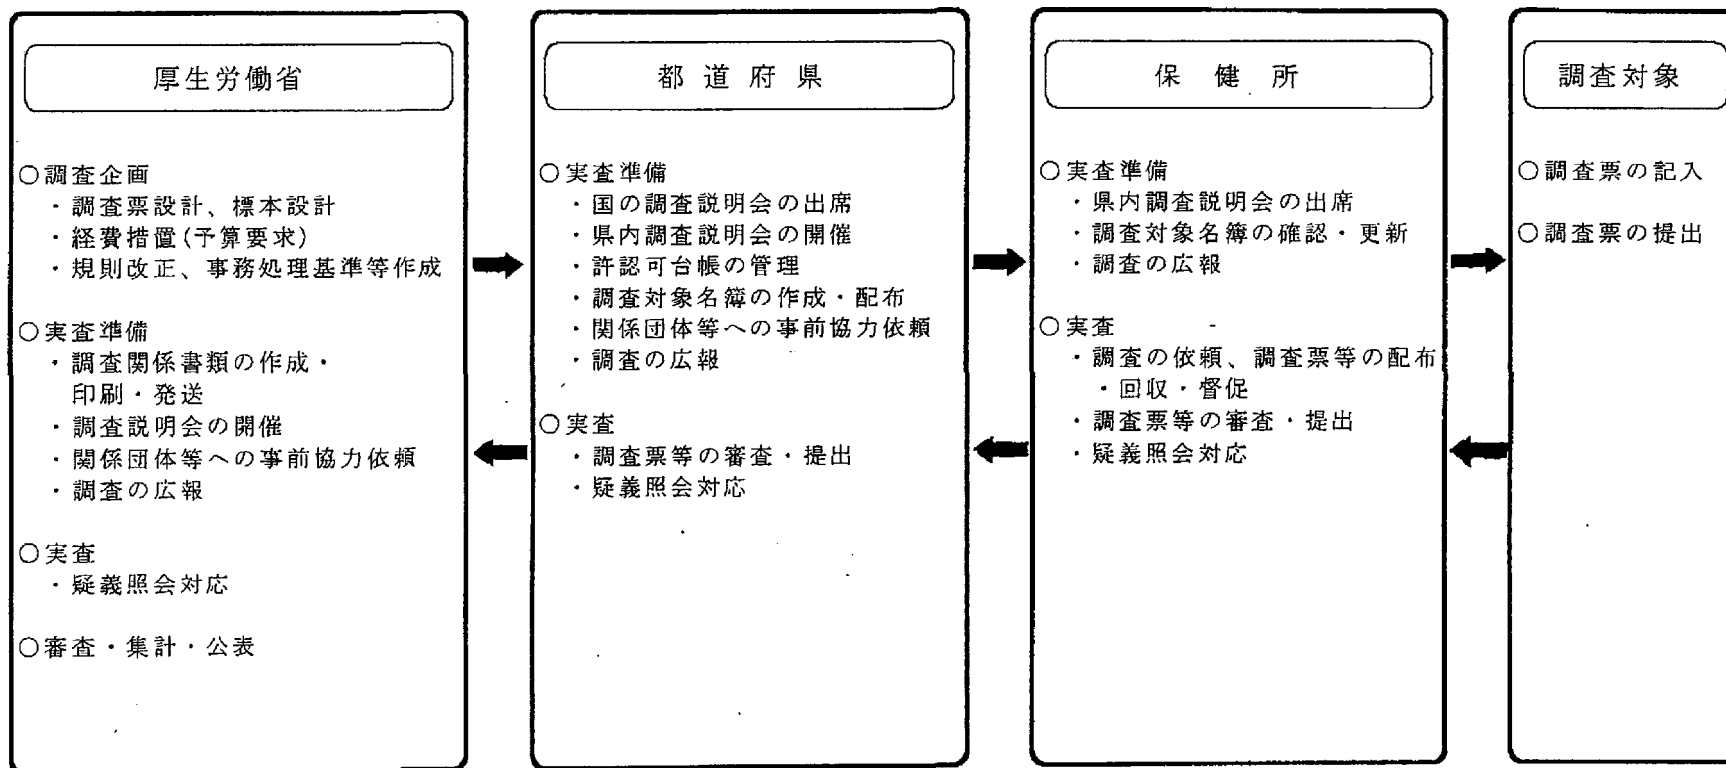 厚生労働省
○調査企画
・調査票設計、標本設計
・経費措置(予算要求)
・規則改正、事務処理基準等作成
○実査準備
・調査関係書類の作成・
印刷・発送
・調査説明会の開催
・関係団体等への事前協力依頼
・調査の広報
○実査
・疑義照会対応
○審査・集計・公表
都道府県
○実査準備
・国の調査説明会の出席
・県内調査説明会の開催
・許認可台帳の管理
・調査対象名簿の作成・配布
・関係団体等への事前協力依頼
・調査の広報
○実査
・調査票等の審査・提出
・疑義照会対応
保健所
○実査準備
・県内調査説明会の出席
・調査対象名簿の確認・更新
・調査の広報
○実査
・調査の依頼、調査票等の配布
・回収・督促
・調査票等の審査・提出
・疑義照会対応
調査対象
○調査票の記入
○調査票の提出